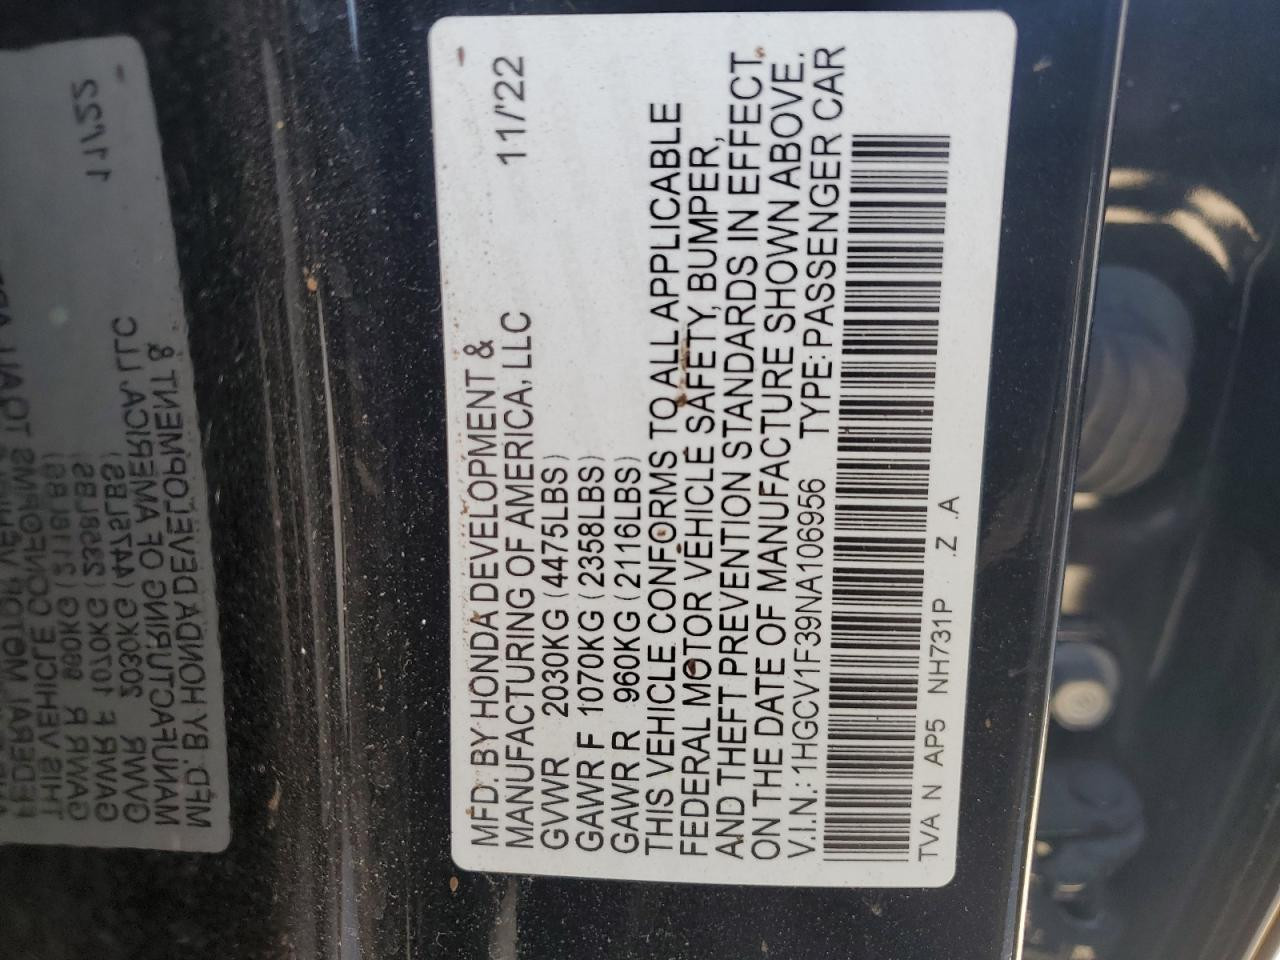 MFD. BY HONDA DEVELOPMENT &
MANUFACTURING OF AMERICA, LLC 11/'22
GVWR 2030KG (4475LBS)
GAWR F 1070KG (2358LBS)
GAWR R 960KG (2116LBS)
THIS VEHICLE CONFORMS TO ALL APPLICABLE
FEDERAL MOTOR VEHICLE SAFETY, BUMPER,
AND THEFT PREVENTION STANDARDS IN EFFECT
ON THE DATE OF MANUFACTURE SHOWN ABOVE.
V.I.N.: 1HGCV1F39NA106956 TYPE: PASSENGER CAR
TVA N AP5 NH731P .Z .A